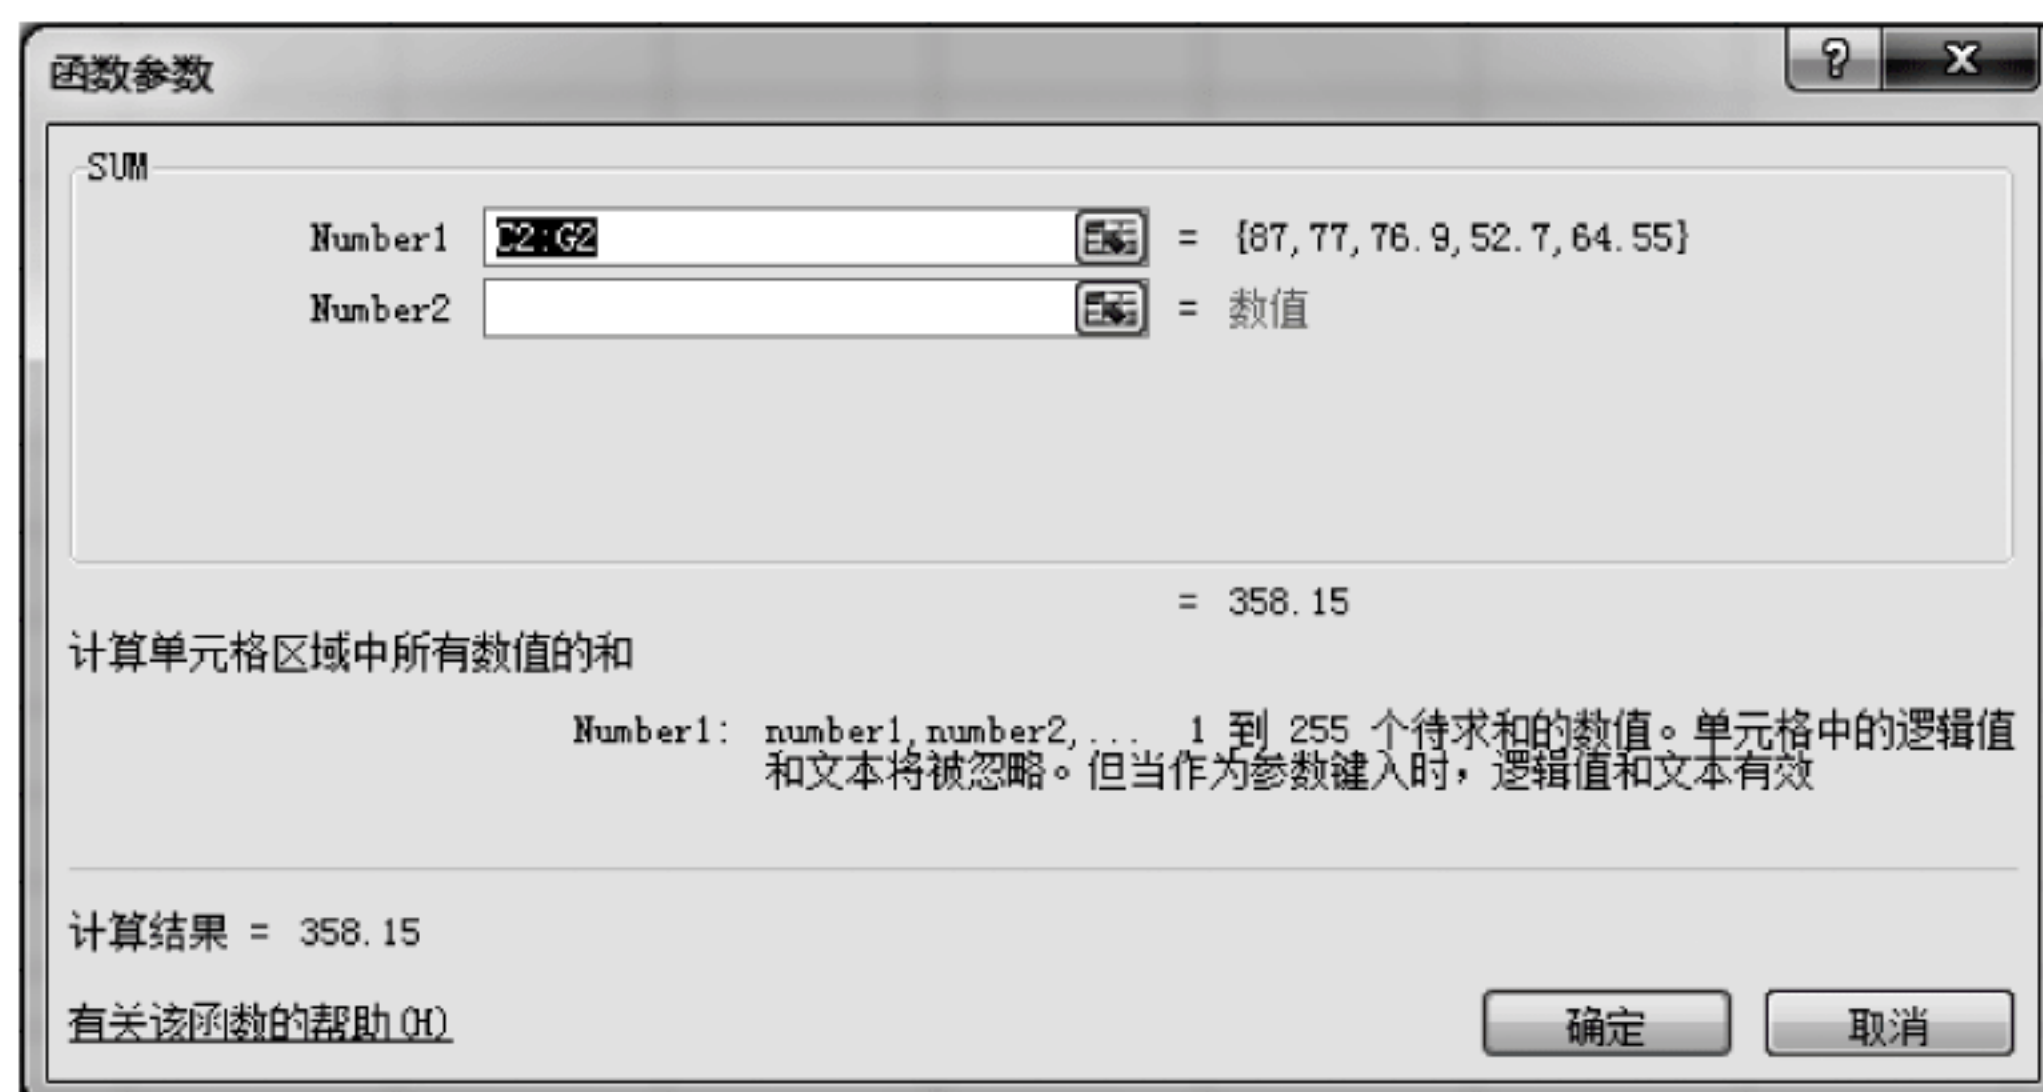 函数参数
SUM
Number1 C2:G2 = {87,77,76.9,52.7,64.55}
Number2 = 数值
= 358.15
计算单元格区域中所有数值的和
Number1: number1,number2,... 1 到 255 个待求和的数值。单元格中的逻辑值
和文本将被忽略。但当作为参数键入时，逻辑值和文本有效
计算结果 = 358.15
有关该函数的帮助(H)
确定 取消